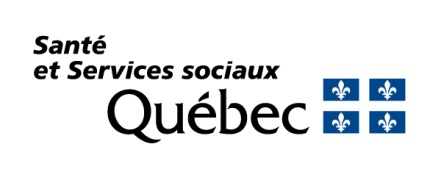 Santé
et Services sociaux
Québec